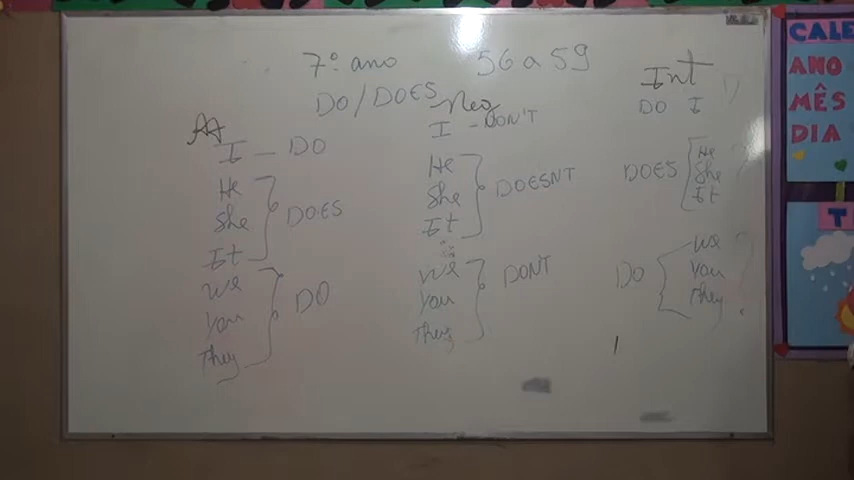 7º ano 56 a 59
DO/DOES
Neg
Int
I - DO
He
She
It
DOES
We
You
They
DO
I - DON'T
He
She
It
DOESNT
We
You
They
DONT
DO I
DOES
He
She
It
DO
We
You
They
CALE
ANO
MÊS
DIA
T